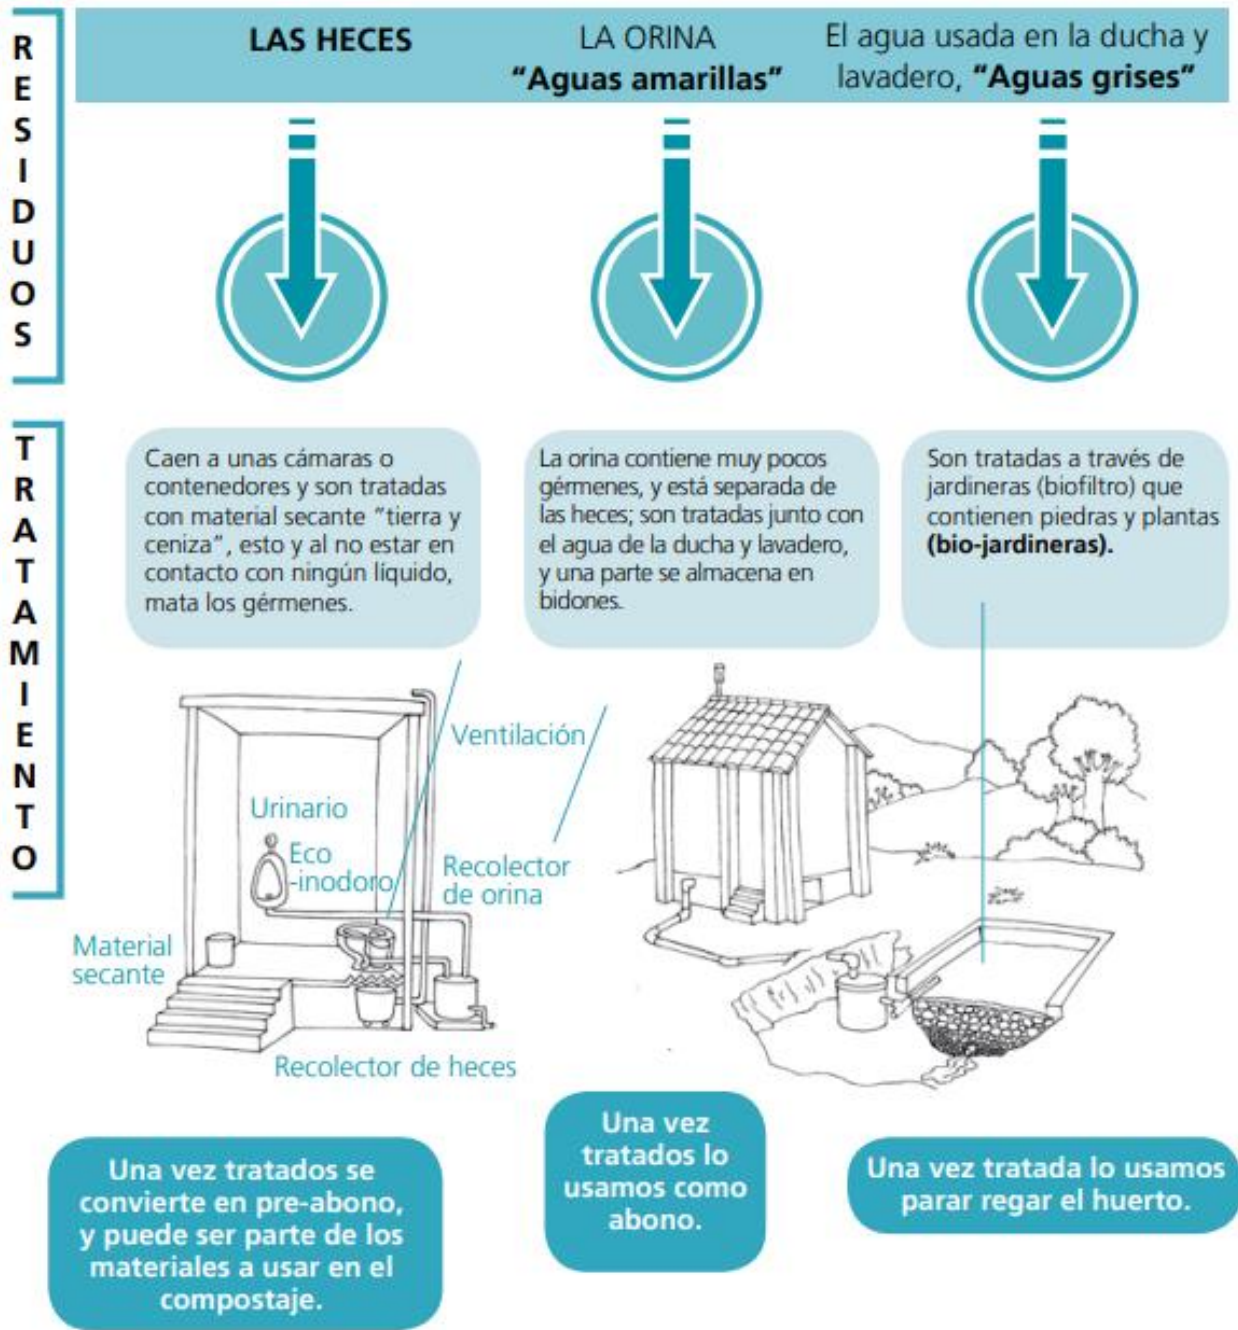 RESIDUOS
LAS HECES
LA ORINA
“Aguas amarillas”
El agua usada en la ducha y
lavadero, “Aguas grises”
TRATAMIENTO
Caen a unas cámaras o
contenedores y son tratadas
con material secante “tierra y
ceniza”, esto y al no estar en
contacto con ningún líquido,
mata los gérmenes.
La orina contiene muy pocos
gérmenes, y está separada de
las heces; son tratadas junto con
el agua de la ducha y lavadero,
y una parte se almacena en
bidones.
Son tratadas a través de
jardineras (biofiltro) que
contienen piedras y plantas
(bio-jardineras).
Ventilación
Urinario
Eco
-inodoro
Recolector
de orina
Material
secante
Recolector de heces
Una vez tratados se
convierte en pre-abono,
y puede ser parte de los
materiales a usar en el
compostaje.
Una vez
tratados lo
usamos como
abono.
Una vez tratada lo usamos
parar regar el huerto.